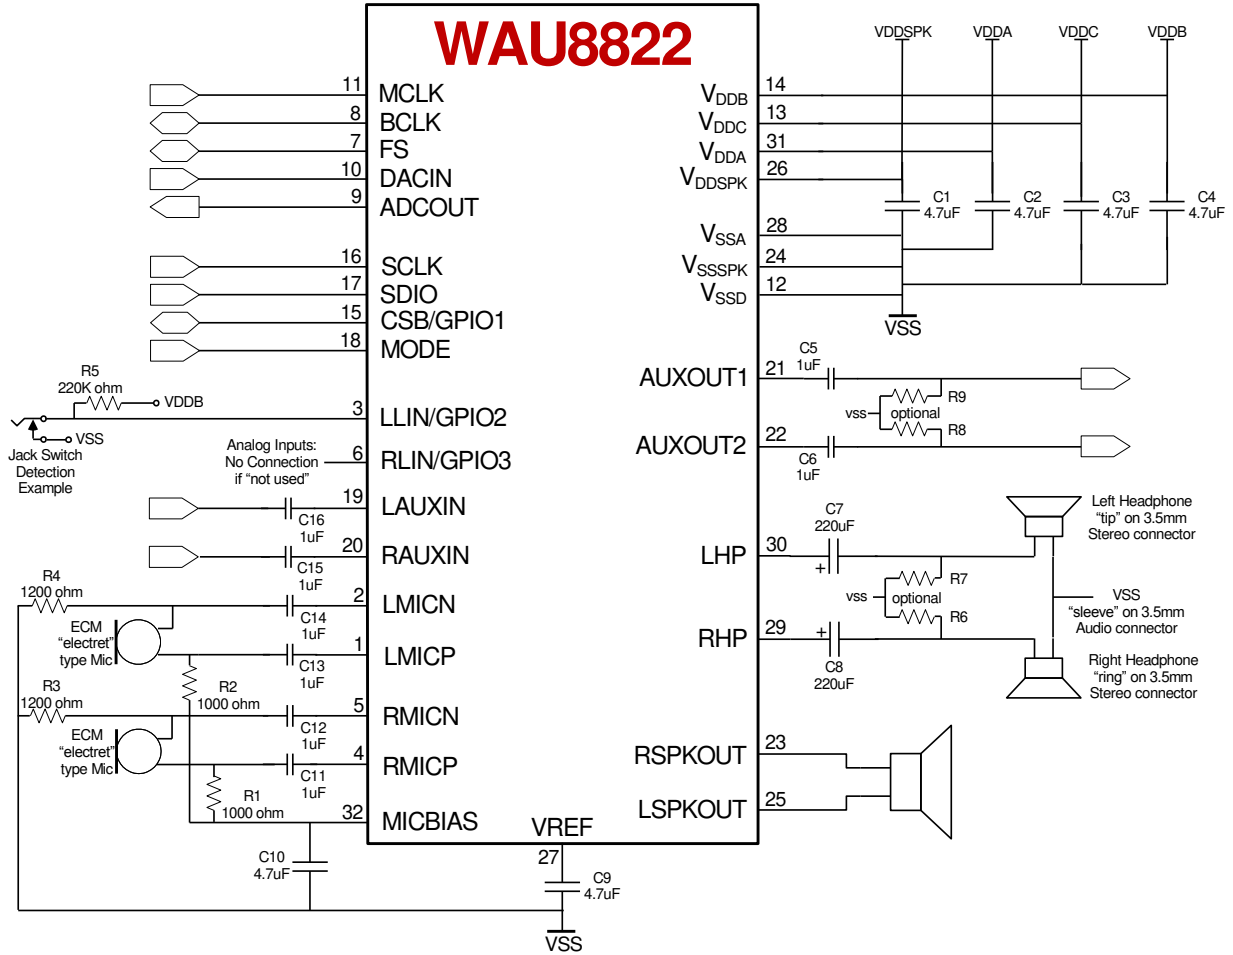 WAU8822
VDDSPK
VDDA
VDDC
VDDB
11
MCLK
8
BCLK
7
FS
10
DACIN
9
ADCOUT
16
SCLK
17
SDIO
15
CSB/GPIO1
18
MODE
R5
220K ohm
VDDB
3
LLIN/GPIO2
VSS
Jack Switch
Detection
Example
Analog Inputs:
No Connection
if “not used”
6
RLIN/GPIO3
19
LAUXIN
C16
1uF
20
RAUXIN
C15
1uF
R4
1200 ohm
2
LMICN
C14
1uF
ECM
“electret”
type Mic
1
LMICP
C13
1uF
R3
1200 ohm
R2
1000 ohm
5
RMICN
C12
1uF
ECM
“electret”
type Mic
4
RMICP
C11
1uF
R1
1000 ohm
32
MICBIAS
C10
4.7uF
VREF
27
C9
4.7uF
VSS
VDDB
14
VDDC
13
VDDA
31
VDDSPK
26
C1
4.7uF
C2
4.7uF
C3
4.7uF
C4
4.7uF
VSSA
28
VSSSPK
24
VSSD
12
VSS
AUXOUT1
21
C5
1uF
R9
vss
optional
R8
AUXOUT2
22
C6
1uF
LHP
30
C7
220uF
+
R7
vss
optional
R6
RHP
29
+
C8
220uF
Left Headphone
“tip” on 3.5mm
Stereo connector
VSS
“sleeve” on 3.5mm
Audio connector
Right Headphone
“ring” on 3.5mm
Stereo connector
RSPKOUT
23
LSPKOUT
25